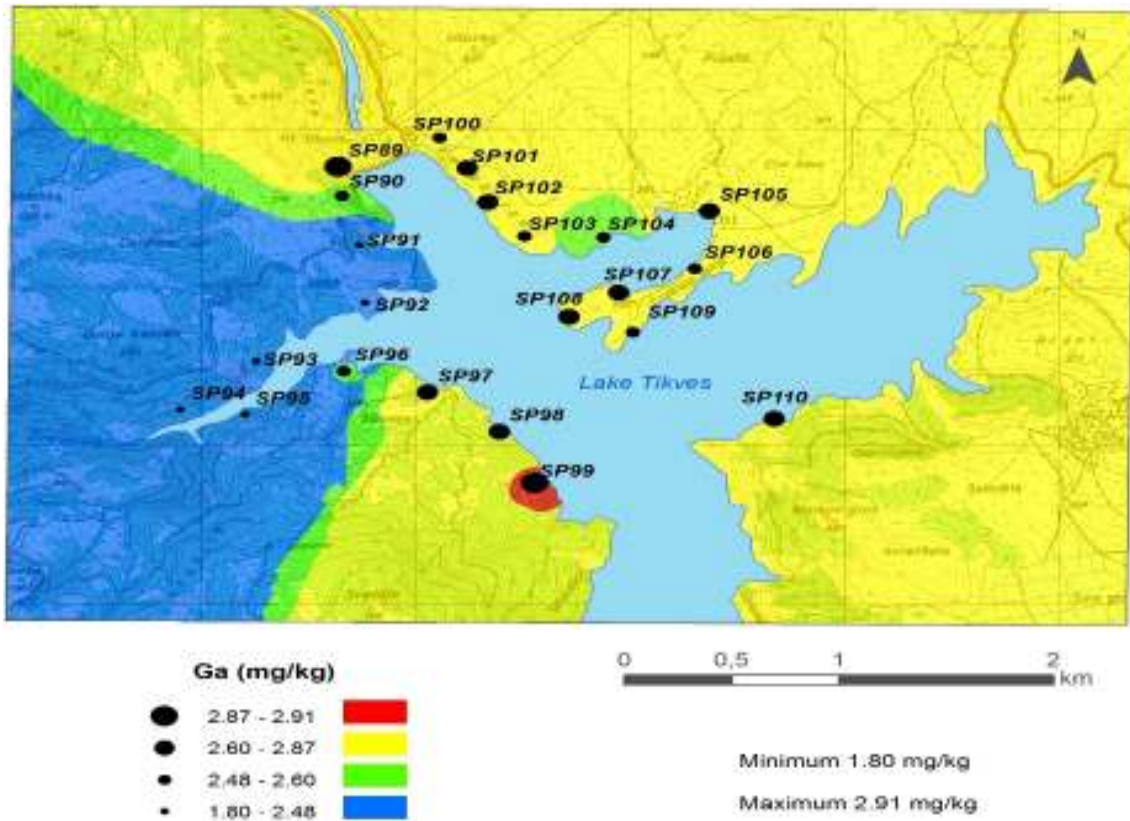 N
SP100
SP89
SP101
SP90
SP102
SP105
SP103
SP104
SP91
SP106
SP107
SP108
SP92
SP109
SP93
SP96
SP97
Lake Tikves
SP94
SP95
SP98
SP110
SP99
Ga (mg/kg)
2.87 - 2.91
2.60 - 2.87
2.48 - 2.60
1.80 - 2.48
0 0,5 1 2
km
Minimum 1.80 mg/kg
Maximum 2.91 mg/kg